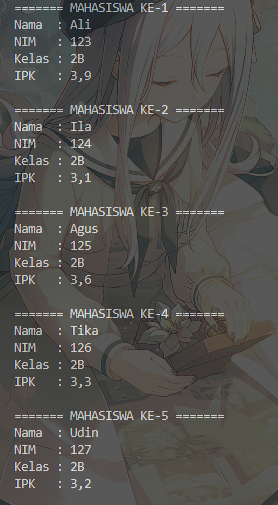 ======= MAHASISWA KE-1 =======
Nama  : Ali
NIM   : 123
Kelas : 2B
IPK   : 3,9
======= MAHASISWA KE-2 =======
Nama  : Ila
NIM   : 124
Kelas : 2B
IPK   : 3,1
======= MAHASISWA KE-3 =======
Nama  : Agus
NIM   : 125
Kelas : 2B
IPK   : 3,6
======= MAHASISWA KE-4 =======
Nama  : Tika
NIM   : 126
Kelas : 2B
IPK   : 3,3
======= MAHASISWA KE-5 =======
Nama  : Udin
NIM   : 127
Kelas : 2B
IPK   : 3,2